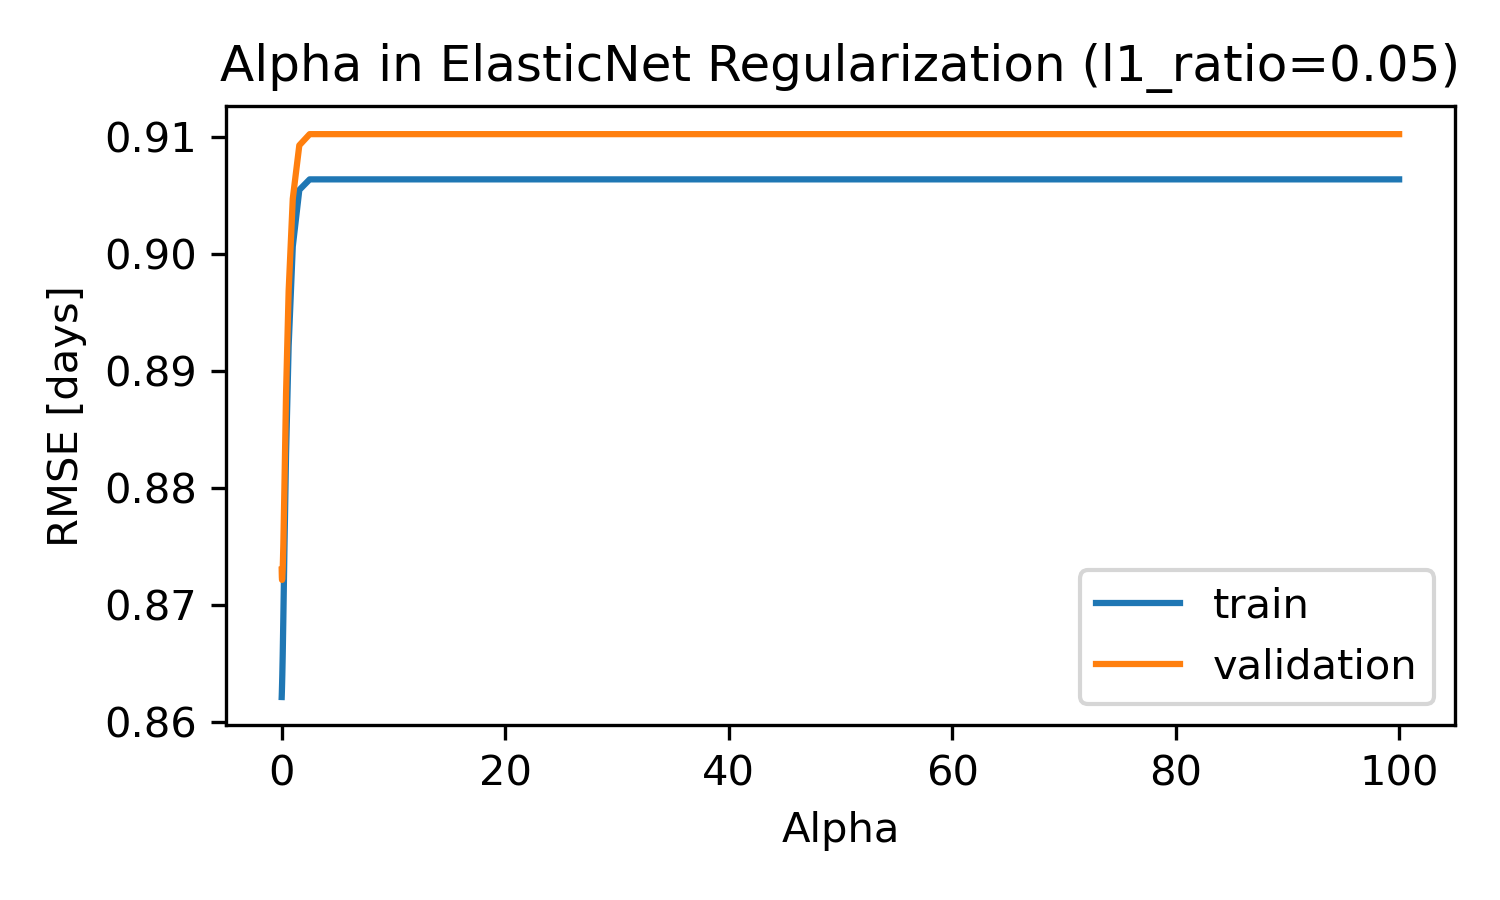 Alpha in ElasticNet Regularization (l1_ratio=0.05)
0.91
0.90
0.89
0.88
0.87
0.86
RMSE [days]
train
validation
0 20 40 60 80 100
Alpha